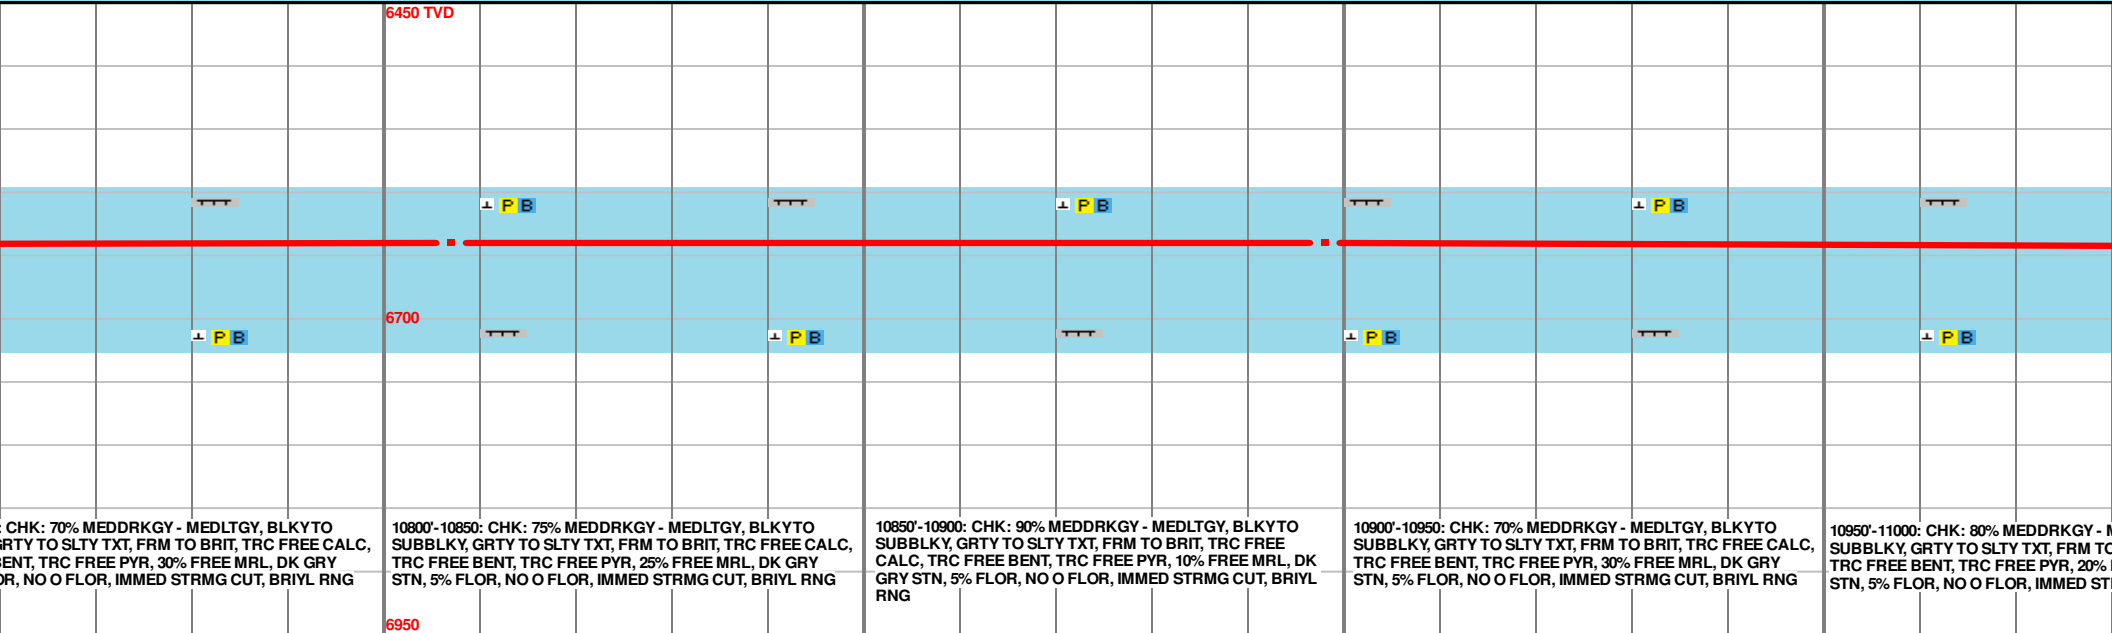 6450 TVD
P B
P B
P B
6700
P B
P B
P B
P B
: CHK: 70% MEDDRKGY - MEDLTGY, BLKY TO
GRTY TO SLTY TXT, FRM TO BRIT, TRC FREE CALC,
BENT, TRC FREE PYR, 30% FREE MRL, DK GRY
OR, NO O FLOR, IMMED STRMG CUT, BRIYL RNG
10800'-10850: CHK: 75% MEDDRKGY - MEDLTGY, BLKY TO
SUBBLKY, GRTY TO SLTY TXT, FRM TO BRIT, TRC FREE CALC,
TRC FREE BENT, TRC FREE PYR, 25% FREE MRL, DK GRY
STN, 5% FLOR, NO O FLOR, IMMED STRMG CUT, BRIYL RNG
10850'-10900: CHK: 90% MEDDRKGY - MEDLTGY, BLKY TO
SUBBLKY, GRTY TO SLTY TXT, FRM TO BRIT, TRC FREE
CALC, TRC FREE BENT, TRC FREE PYR, 10% FREE MRL, DK
GRY STN, 5% FLOR, NO O FLOR, IMMED STRMG CUT, BRIYL
RNG
10900'-10950: CHK: 70% MEDDRKGY - MEDLTGY, BLKY TO
SUBBLKY, GRTY TO SLTY TXT, FRM TO BRIT, TRC FREE CALC,
TRC FREE BENT, TRC FREE PYR, 30% FREE MRL, DK GRY
STN, 5% FLOR, NO O FLOR, IMMED STRMG CUT, BRIYL RNG
10950'-11000: CHK: 80% MEDDRKGY -
SUBBLKY, GRTY TO SLTY TXT, FRM TO
TRC FREE BENT, TRC FREE PYR, 20%
STN, 5% FLOR, NO O FLOR, IMMED
6950